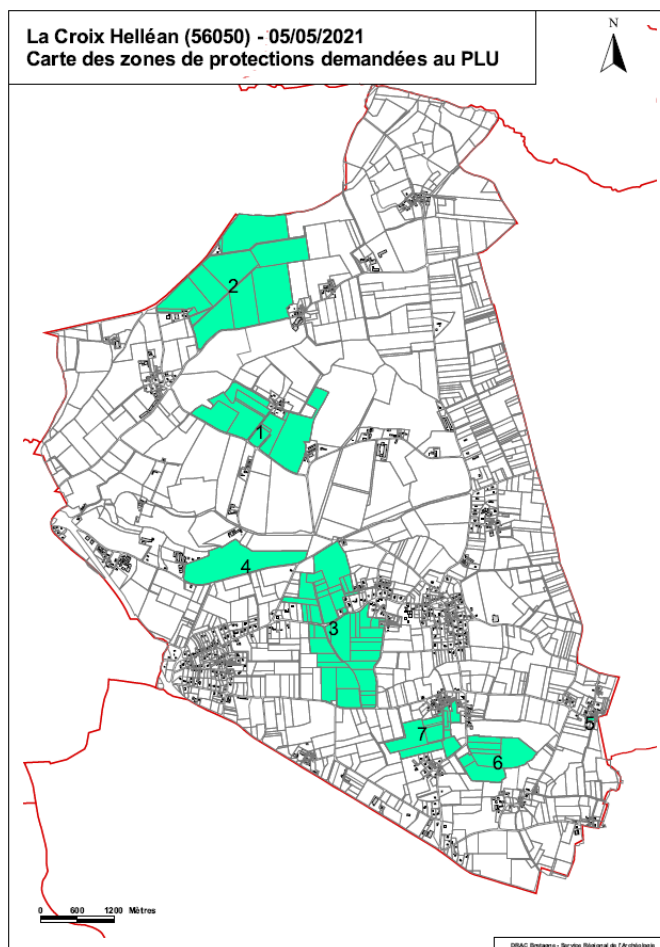 La Croix Helléan (56050) - 05/05/2021
Carte des zones de protections demandées au PLU
N
2
1
4
3
5
7
6
0 600 1200 Mètres
DRAC Bretagne - Service Régional de l'Archéologie